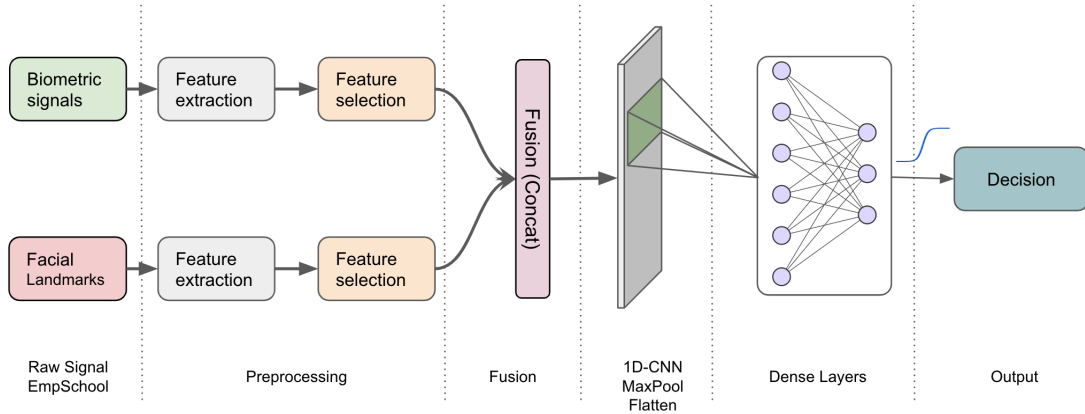 Biometric
signals
Feature
extraction
Feature
selection
Facial
Landmarks
Feature
extraction
Feature
selection
Fusion (Concat)
Decision
Raw Signal
EmpSchool
Preprocessing
Fusion
1D-CNN
MaxPool
Flatten
Dense Layers
Output